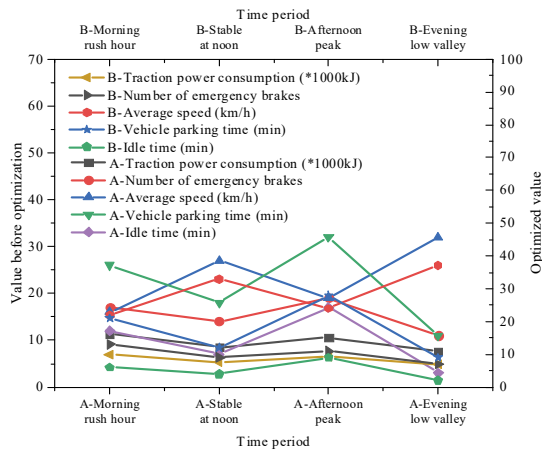 Time period
B-Morning rush hour
B-Stable at noon
B-Afternoon peak
B-Evening low valley
70
60
50
40
30
20
10
0
Value before optimization
B-Traction power consumption (*1000kJ)
B-Number of emergency brakes
B-Average speed (km/h)
B-Vehicle parking time (min)
B-Idle time (min)
A-Traction power consumption (*1000kJ)
A-Number of emergency brakes
A-Average speed (km/h)
A-Vehicle parking time (min)
A-Idle time (min)
100
90
80
70
60
50
40
30
20
10
0
Optimized value
A-Morning rush hour
A-Stable at noon
A-Afternoon peak
A-Evening low valley
Time period